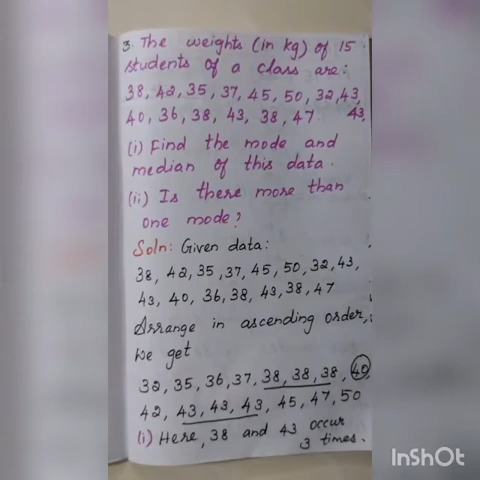 3. The weights (in kg) of 15
students of a class are:
38, 42, 35, 37, 45, 50, 32, 43,
40, 36, 38, 43, 38, 47. 43,
(i) Find the mode and
median of this data.
(ii) Is there more than
one mode?
Soln: Given data:
38, 42, 35, 37, 45, 50, 32, 43,
43, 40, 36, 38, 43, 38, 47
Arrange in ascending order,
we get
32, 35, 36, 37, 38, 38, 38, 40,
42, 43, 43, 43, 45, 47, 50
(i) Here, 38 and 43 occur
3 times.
InShOt